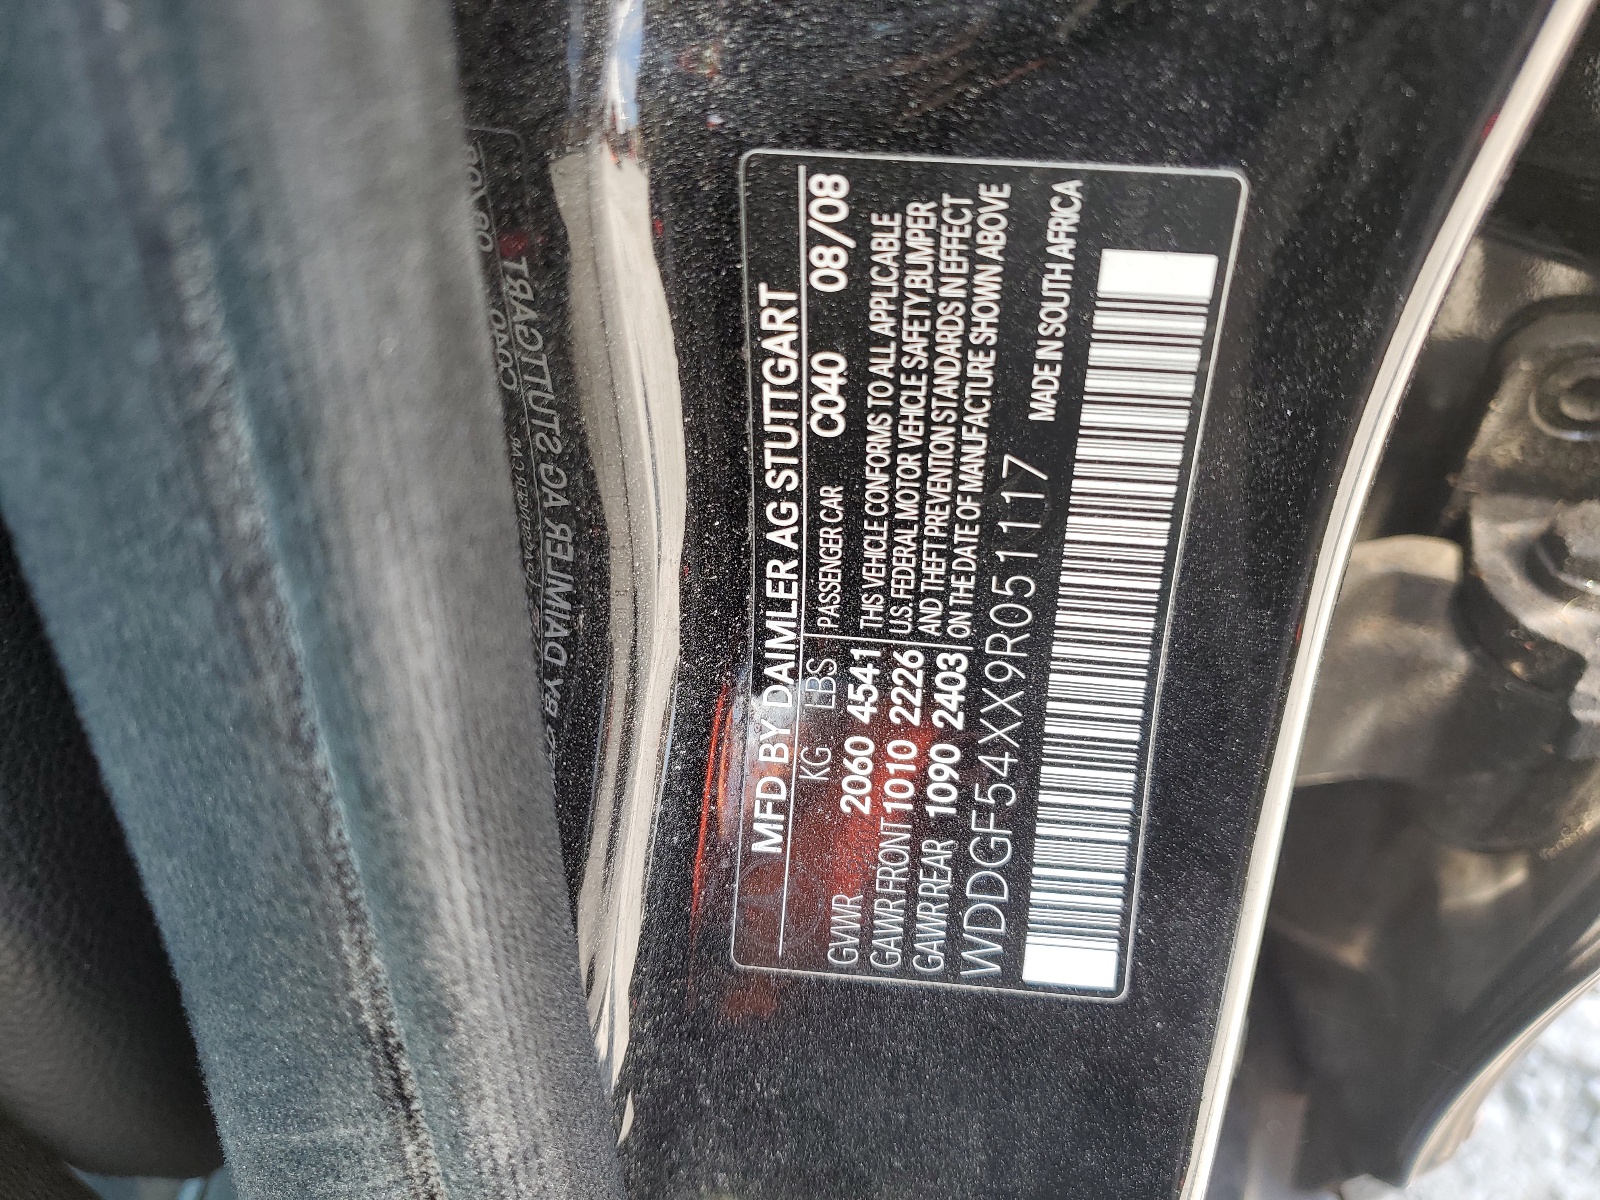 MFD BY DAIMLER AG STUTTGART
KG LBS PASSENGER CAR C040 08/08
GVWR 2060 4541 THIS VEHICLE CONFORMS TO ALL APPLICABLE
GAWR FRONT 1010 2226 U.S. FEDERAL MOTOR VEHICLE SAFETY,BUMPER
GAWR REAR 1090 2403 AND THEFT PREVENTION STANDARDS IN EFFECT
ON THE DATE OF MANUFACTURE SHOWN ABOVE
WDDGF54XX9R051117 MADE IN SOUTH AFRICA